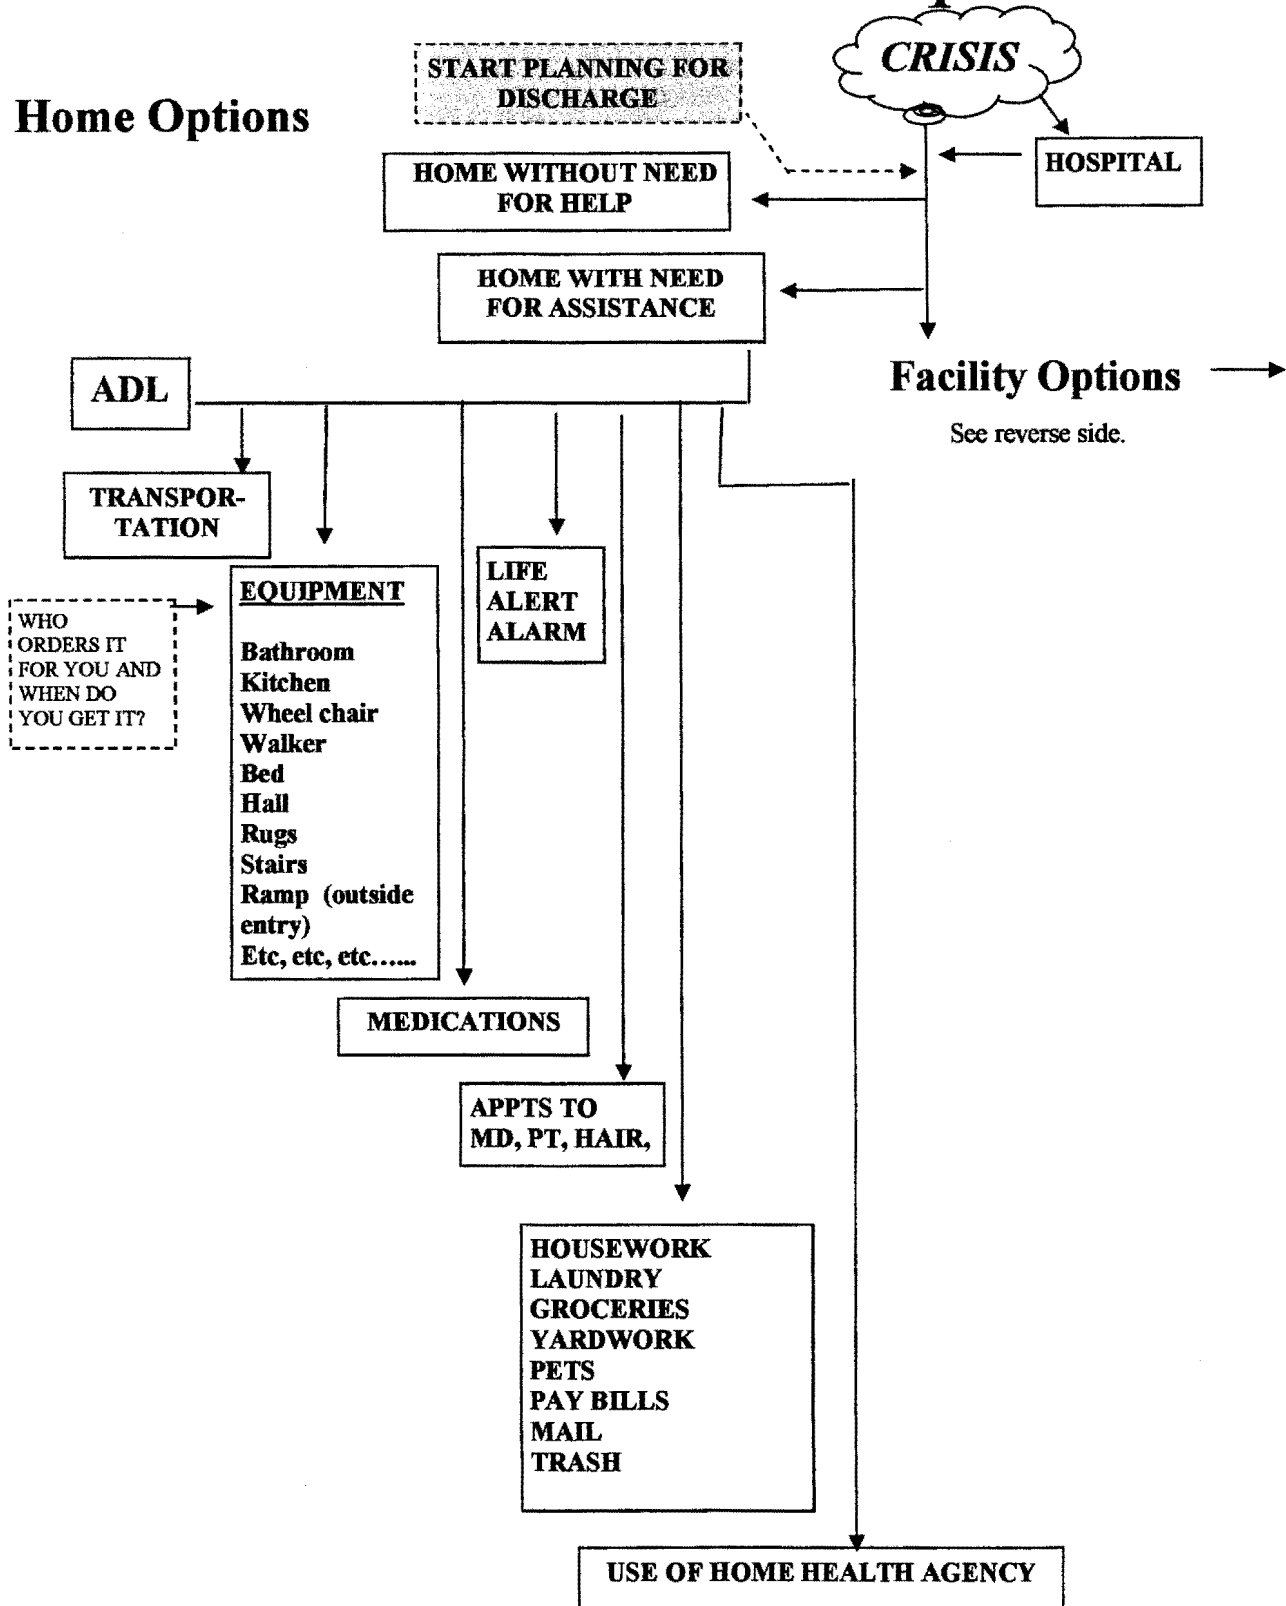 CRISIS
START PLANNING FOR
DISCHARGE
Home Options
HOSPITAL
HOME WITHOUT NEED
FOR HELP
HOME WITH NEED
FOR ASSISTANCE
Facility Options
See reverse side.
ADL
TRANSPOR-
TATION
WHO
ORDERS IT
FOR YOU AND
WHEN DO
YOU GET IT?
EQUIPMENT
Bathroom
Kitchen
Wheel chair
Walker
Bed
Hall
Rugs
Stairs
Ramp (outside
entry)
Etc, etc, etc......
LIFE
ALERT
ALARM
MEDICATIONS
APPTS TO
MD, PT, HAIR,
HOUSEWORK
LAUNDRY
GROCERIES
YARDWORK
PETS
PAY BILLS
MAIL
TRASH
USE OF HOME HEALTH AGENCY